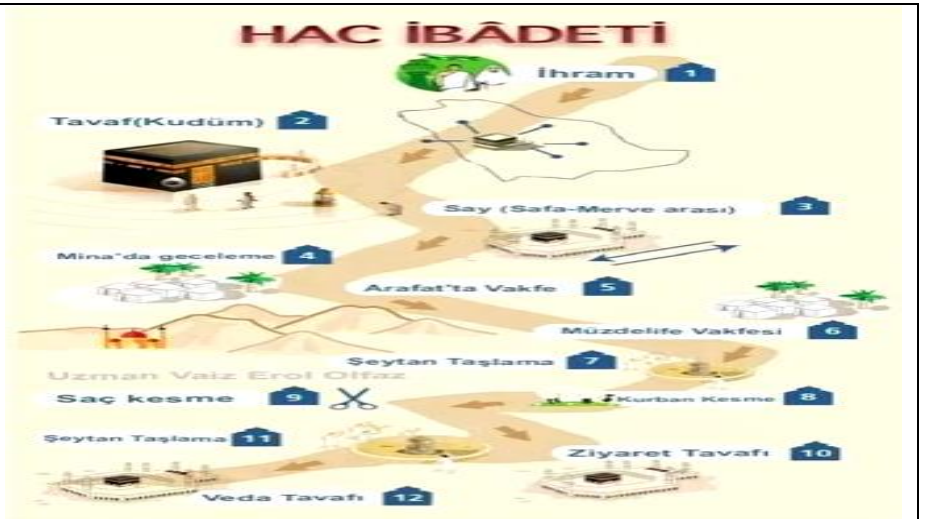 HAC İBÂDETİ
İhram 1
Tavaf(Kudüm) 2
Say (Safa-Merve arası) 3
Mina'da geceleme 4
Arafat'ta Vakfe 5
Müzdelife Vakfesi 6
Şeytan Taşlama 7
Uzman Vaiz Erol Olfaz
Kurban Kesme 8
Saç kesme 9
Ziyaret Tavafı 10
Şeytan Taşlama 11
Veda Tavafı 12